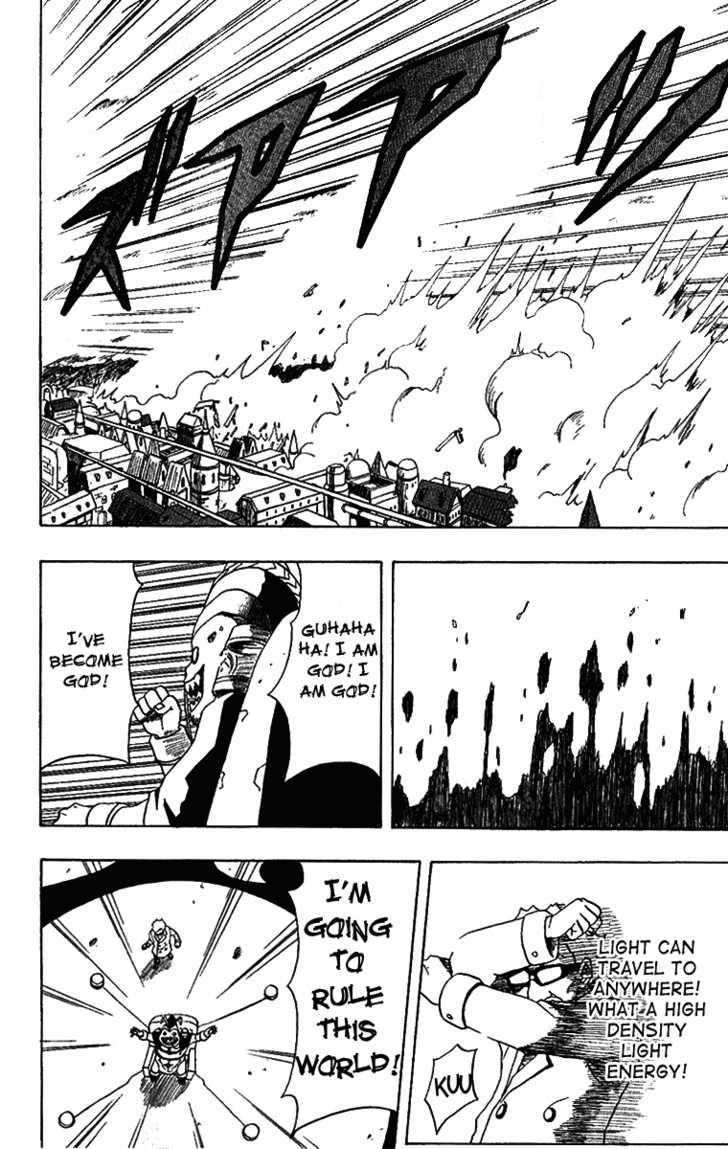 ズアアッ
GUHAHA
HA! I AM
GOD! I
AM GOD!
I'VE
BECOME
GOD!
LIGHT CAN
TRAVEL TO
ANYWHERE!
WHAT A HIGH
DENSITY
LIGHT
ENERGY!
KUU
I'M
GOING
TO
RULE
THIS
WORLD!